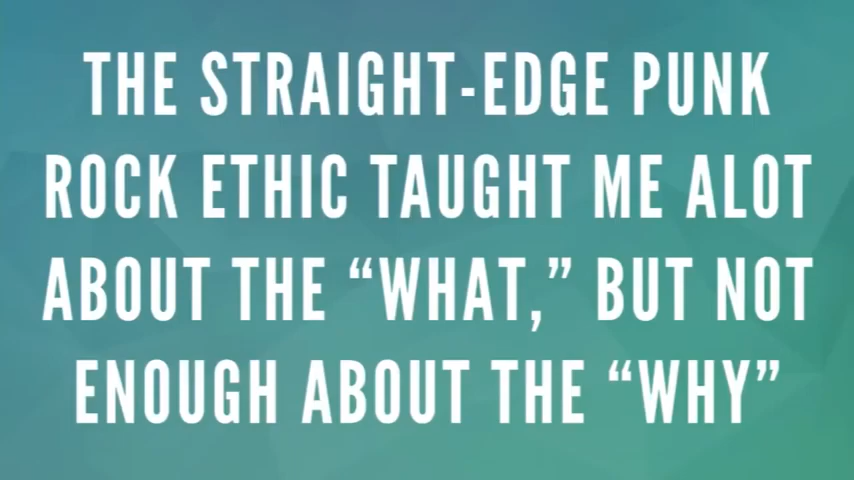 THE STRAIGHT-EDGE PUNK
ROCK ETHIC TAUGHT ME ALOT
ABOUT THE “WHAT,” BUT NOT
ENOUGH ABOUT THE “WHY”